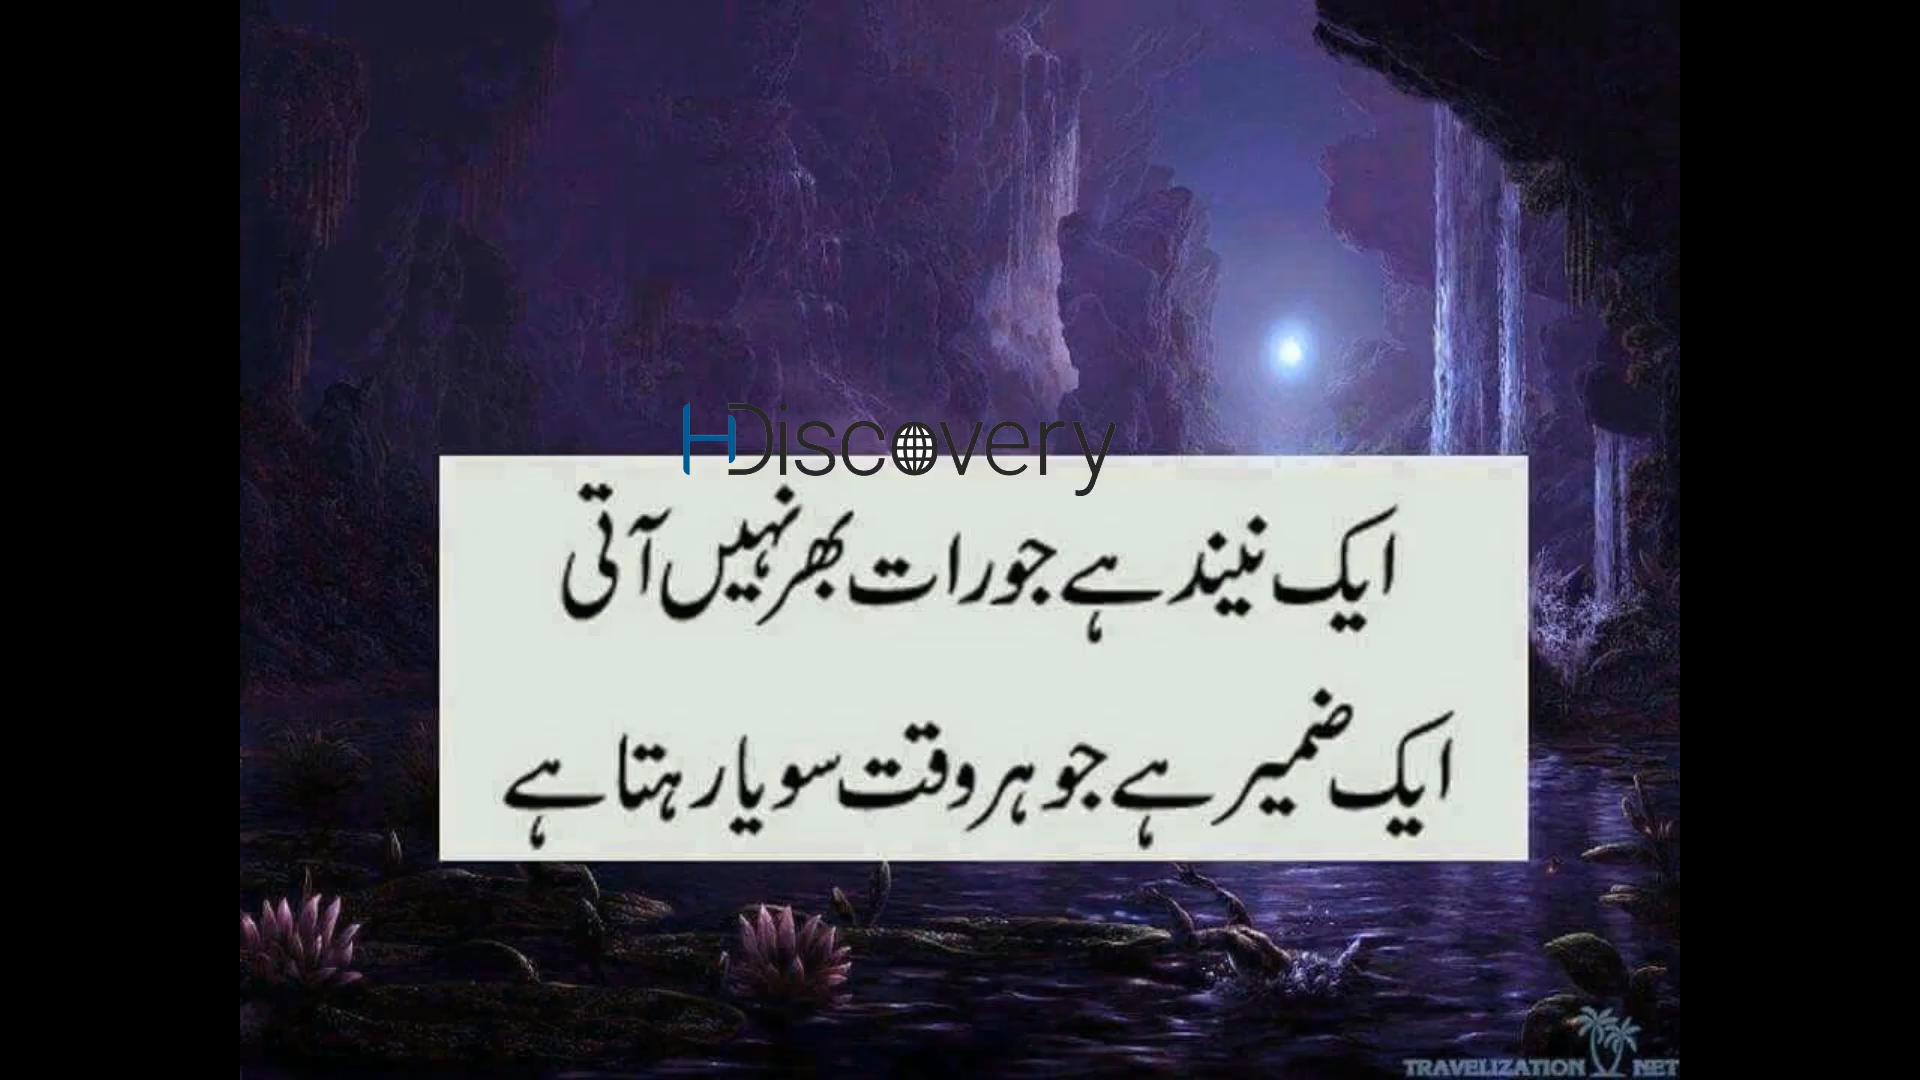 HDiscovery
ایک نیند ہے جو رات بھر نہیں آتی
ایک ضمیر ہے جو ہر وقت سویا رہتا ہے
TRAVELIZATION NET